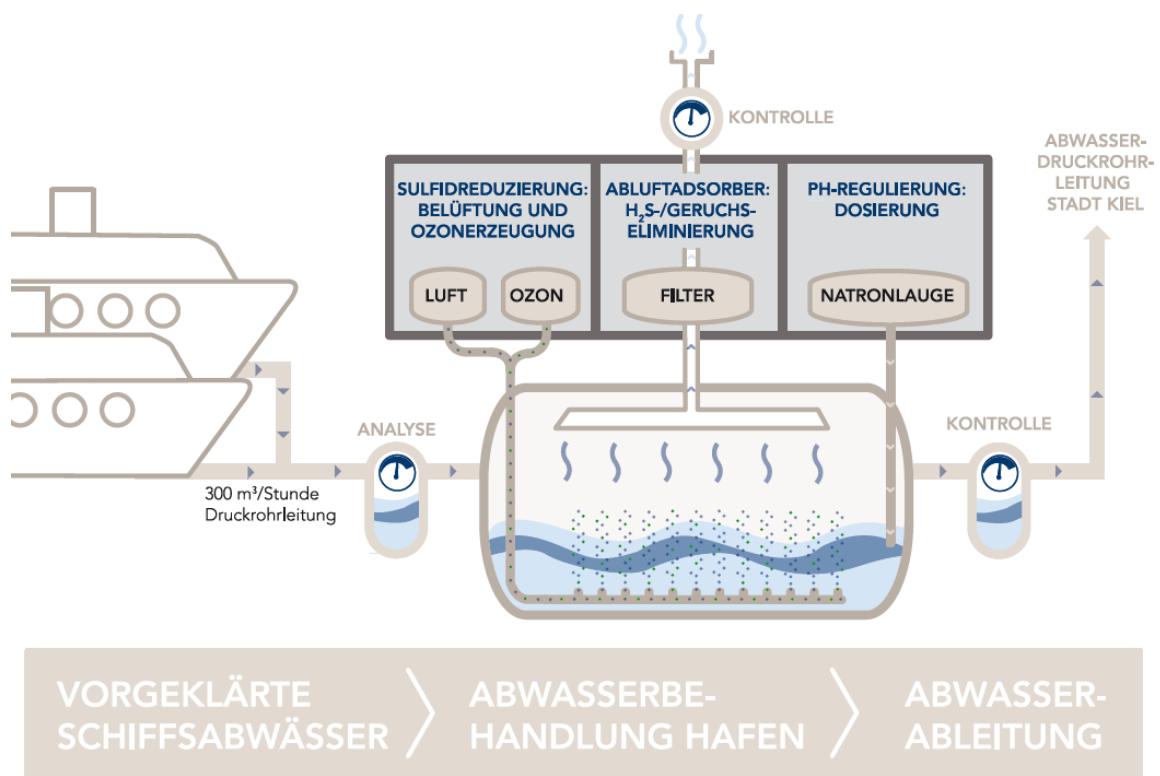 KONTROLLE
SULFIDREDUZIERUNG:
BELÜFTUNG UND
OZONERZEUGUNG
LUFT
OZON
ABLUFTADSORBER:
H₂S-/GERUCHS-
ELIMINIERUNG
FILTER
PH-REGULIERUNG:
DOSIERUNG
NATRONLAUGE
ABWASSER-
DRUCKROHR-
LEITUNG
STADT KIEL
ANALYSE
300 m³/Stunde
Druckrohrleitung
KONTROLLE
VORGEKLÄRTE
SCHIFFSABWÄSSER
ABWASSERBE-
HANDLUNG HAFEN
ABWASSER-
ABLEITUNG